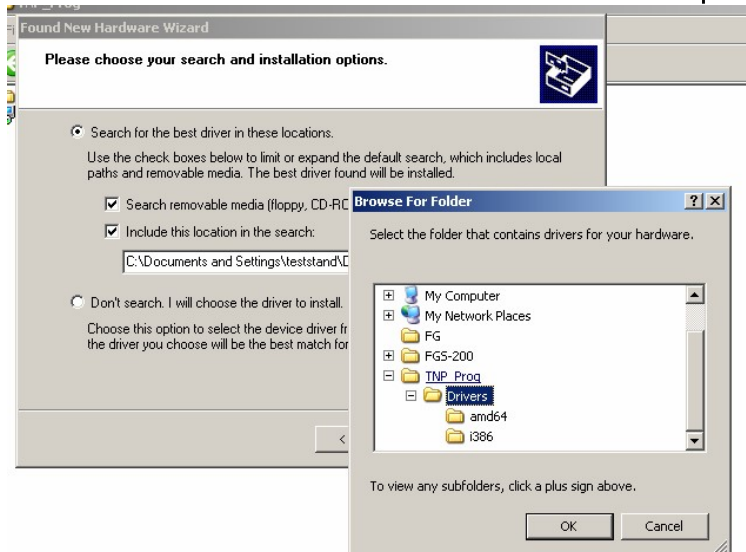 TNP_Prog
Found New Hardware Wizard
Please choose your search and installation options.
Search for the best driver in these locations.
Use the check boxes below to limit or expand the default search, which includes local
paths and removable media. The best driver found will be installed.
Search removable media (floppy, CD-RO
Include this location in the search:
C:\Documents and Settings\teststand\D
Don't search. I will choose the driver to install.
Choose this option to select the device driver fr
the driver you choose will be the best match for
<
Browse For Folder
Select the folder that contains drivers for your hardware.
My Computer
My Network Places
FG
FGS-200
TNP_Prog
Drivers
amd64
i386
To view any subfolders, click a plus sign above.
OK
Cancel